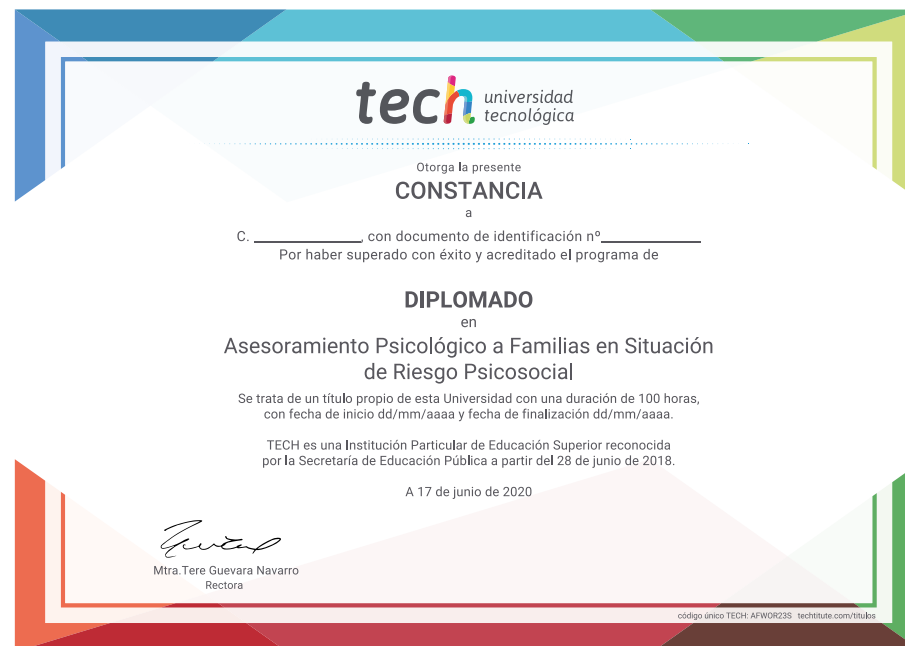 tech universidad
tecnológica
Otorga la presente
CONSTANCIA
a
C. ____________, con documento de identificación nº___________
Por haber superado con éxito y acreditado el programa de
DIPLOMADO
en
Asesoramiento Psicológico a Familias en Situación
de Riesgo Psicosocial
Se trata de un título propio de esta Universidad con una duración de 100 horas,
con fecha de inicio dd/mm/aaaa y fecha de finalización dd/mm/aaaa.
TECH es una Institución Particular de Educación Superior reconocida
por la Secretaría de Educación Pública a partir del 28 de junio de 2018.
A 17 de junio de 2020
Mtra.Tere Guevara Navarro
Rectora
código único TECH: AFWOR23S techtitute.com/titulos